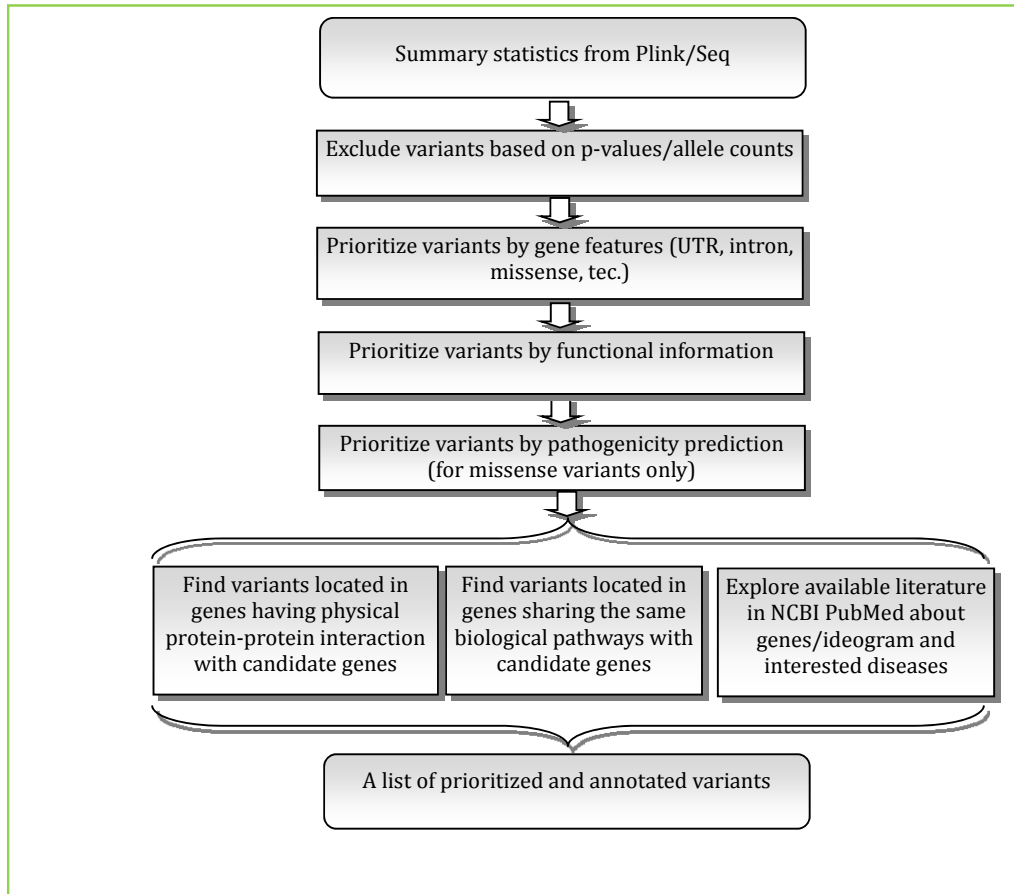 Summary statistics from Plink/Seq
Exclude variants based on p-values/allele counts
Prioritize variants by gene features (UTR, intron,
missense, tec.)
Prioritize variants by functional information
Prioritize variants by pathogenicity prediction
(for missense variants only)
Find variants located in
genes having physical
protein-protein interaction
with candidate genes
Find variants located in
genes sharing the same
biological pathways with
candidate genes
Explore available literature
in NCBI PubMed about
genes/ideogram and
interested diseases
A list of prioritized and annotated variants